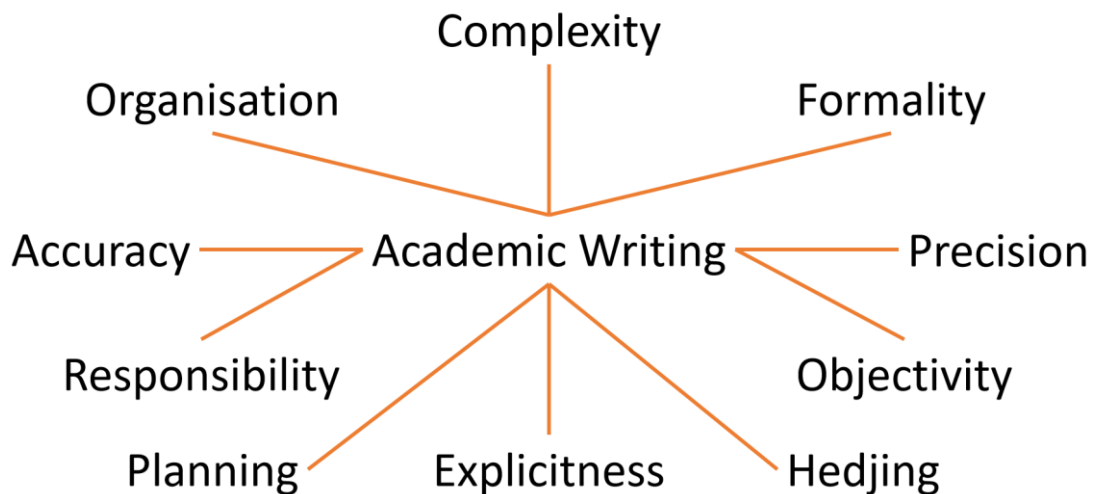 Complexity
Organisation
Formality
Accuracy
Academic Writing
Precision
Responsibility
Objectivity
Planning
Explicitness
Hedjing